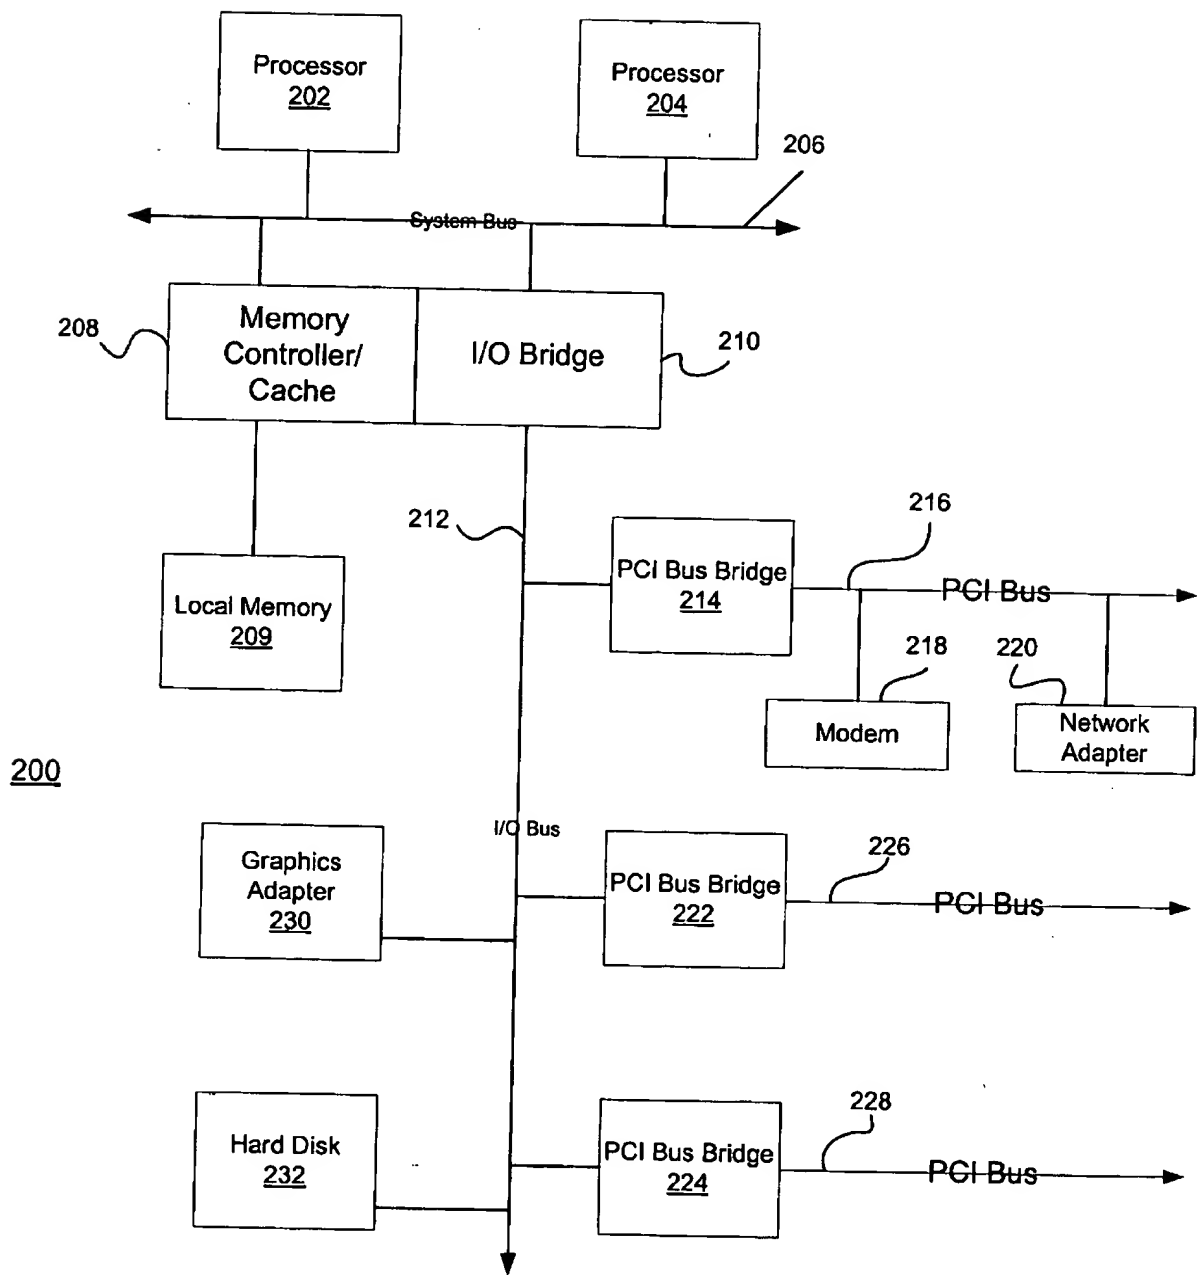 Processor
202
Processor
204
206
System Bus
208
Memory
Controller/
Cache
I/O Bridge
210
212
216
PCI Bus Bridge
214
PCI Bus
Local Memory
209
218
220
Modem
Network
Adapter
200
I/O Bus
Graphics
Adapter
230
PCI Bus Bridge
222
226
PCI Bus
Hard Disk
232
PCI Bus Bridge
224
228
PCI Bus